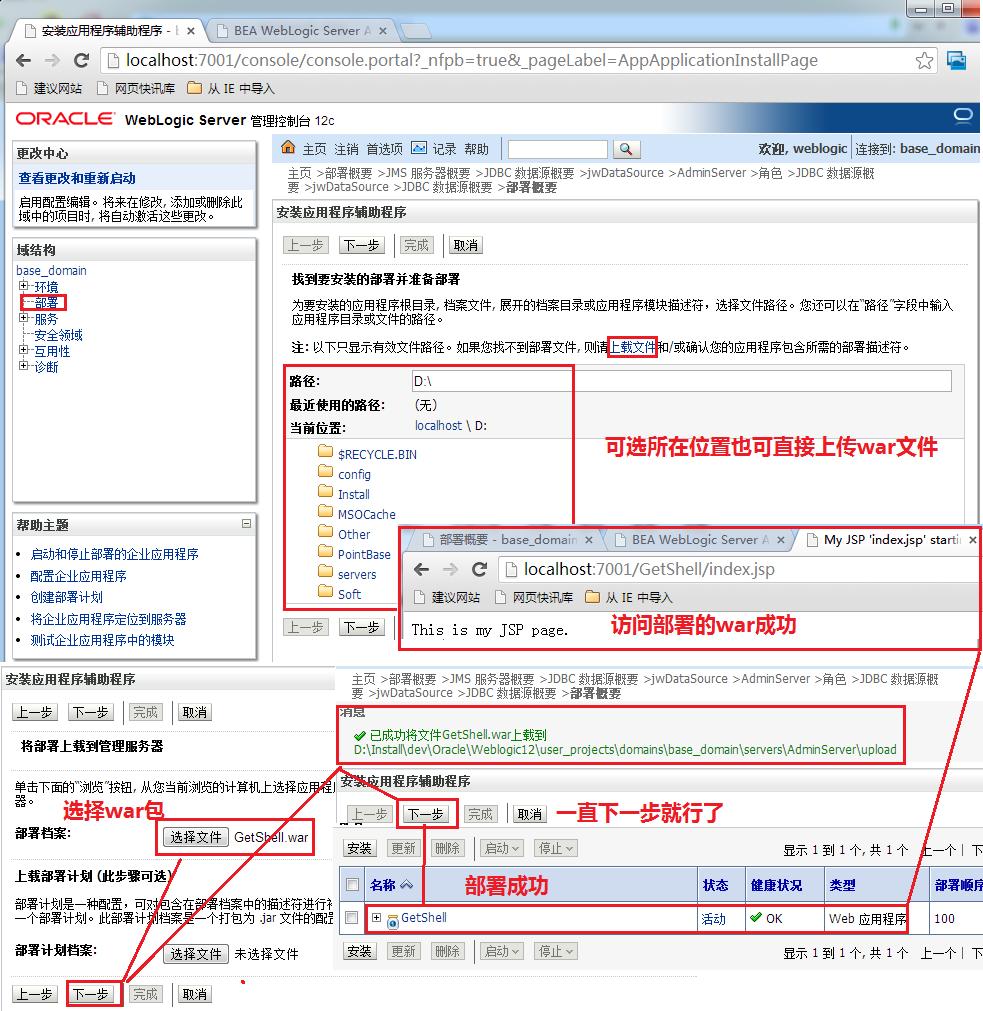 安装应用程序辅助程序 - b
BEA WebLogic Server A
localhost:7001/console/console.portal?_nfpb=true&_pageLabel=AppApplicationInstallPage
建议网站 网页快讯库 从 IE 中导入
ORACLE WebLogic Server 管理控制台 12c
更改中心
查看更改和重新启动
启用配置编辑。将来在修改, 添加或删除此
域中的项目时, 将自动激活这些更改。
域结构
base_domain
环境
部署
服务
安全领域
互用性
诊断
帮助主题
启动和停止部署的企业应用程序
配置企业应用程序
创建部署计划
将企业应用程序定位到服务器
测试企业应用程序中的模块
主页 注销 首选项 记录 帮助
欢迎, weblogic 连接到: base_domain
主页 >部署概要 >JMS 服务器概要 >JDBC 数据源概要 >jwDataSource >AdminServer >角色 >JDBC 数据源概
要 >jwDataSource >JDBC 数据源概要 >部署概要
安装应用程序辅助程序
上一步 下一步 完成 取消
找到要安装的部署并准备部署
为要安装的应用程序根目录, 档案文件, 展开的档案目录或应用程序模块描述符，选择文件路径。您还可以在“路径”字段中输入
应用程序目录或文件的路径。
注: 以下只显示有效文件路径。如果您找不到部署文件, 则请上载文件和/或确认您的应用程序包含所需的部署描述符。
路径: D:\
最近使用的路径: (无)
当前位置: localhost \ D:
$RECYCLE.BIN
config
Install
MSOCache
Other
PointBase
servers
Soft
可选所在位置也可直接上传war文件
上一步 下一步
部署概要 - base_domain
BEA WebLogic Server A
My JSP 'index.jsp' starti
localhost:7001/GetShell/index.jsp
建议网站 网页快讯库 从 IE 中导入
This is my JSP page.
访问部署的war成功
安装应用程序辅助程序
上一步 下一步 完成 取消
将部署上载到管理服务器
单击下面的“浏览”按钮, 从您当前浏览的计算机上选择应用程
器。
选择war包
部署档案: 选择文件 GetShell.war
上载部署计划 (此步骤可选)
部署计划是一种配置，可对包含在部署档案中的描述符进行补
一个部署计划。此部署计划档案是一个打包为 .jar 文件的配置
部署计划档案: 选择文件 未选择文件
上一步 下一步 完成 取消
主页 >部署概要 >JMS 服务器概要 >JDBC 数据源概要 >jwDataSource >AdminServer >角色 >JDBC 数据源概
要 >jwDataSource >JDBC 数据源概要 >部署概要
消息
已成功将文件GetShell.war上载到
D:\Install\dev\Oracle\Weblogic12\user_projects\domains\base_domain\servers\AdminServer\upload
安装应用程序辅助程序
上一步 下一步 完成 取消
一直下一步就行了
安装 更新 删除 启动 停止 显示 1 到 1 个, 共 1 个 上一个 | 下
部署成功
名称 状态 健康状况 类型 部署顺序
GetShell 活动 OK Web 应用程序 100
安装 更新 删除 启动 停止 显示 1 到 1 个, 共 1 个 上一个 | 下